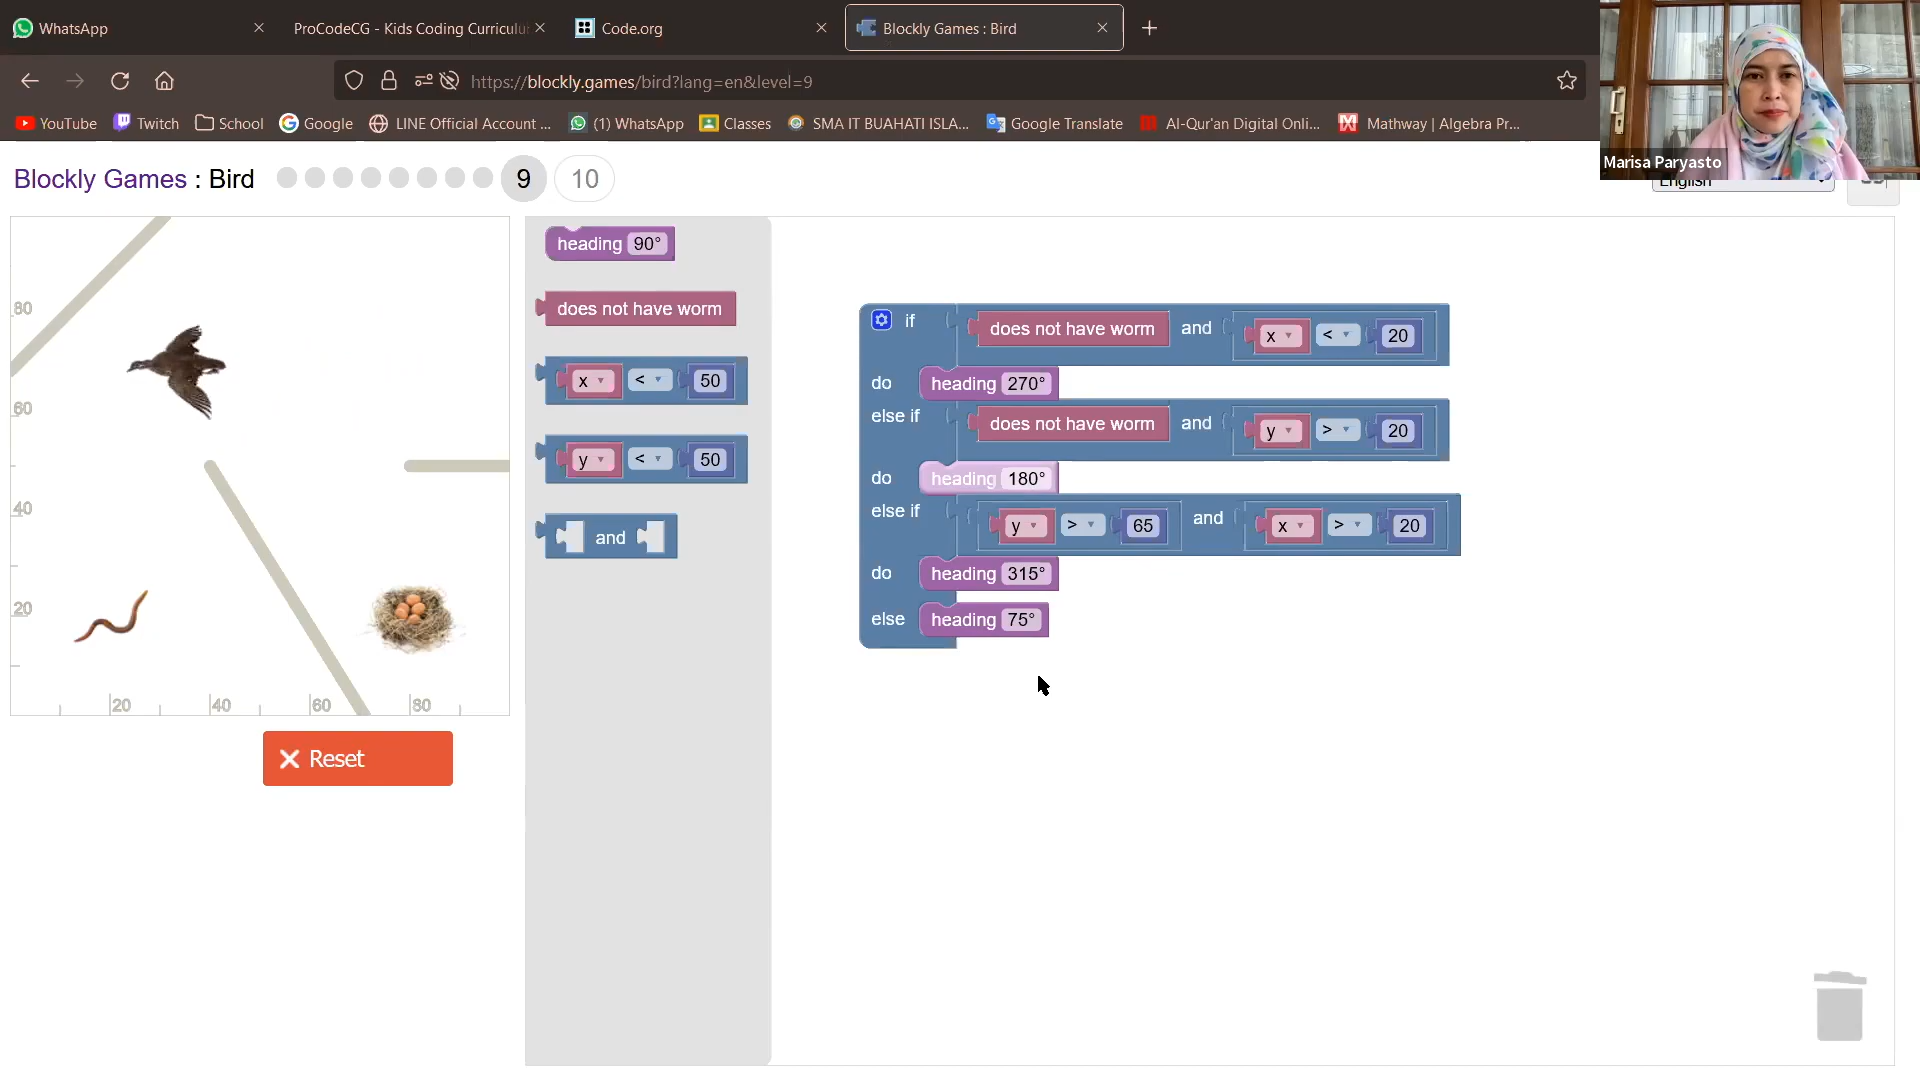 WhatsApp
ProCodeCG - Kids Coding Curriculu
Code.org
Blockly Games : Bird
https://blockly.games/bird?lang=en&level=9
YouTube
Twitch
School
Google
LINE Official Account ...
(1) WhatsApp
Classes
SMA IT BUAHATI ISLA...
Google Translate
Al-Qur'an Digital Onli...
Mathway | Algebra Pr...
Marisa Paryasto
Blockly Games : Bird
9
10
English
80
60
40
20
20
40
60
80
Reset
heading 90°
does not have worm
x < 50
y < 50
and
if does not have worm and x < 20
do heading 270°
else if does not have worm and y > 20
do heading 180°
else if y > 65 and x > 20
do heading 315°
else heading 75°